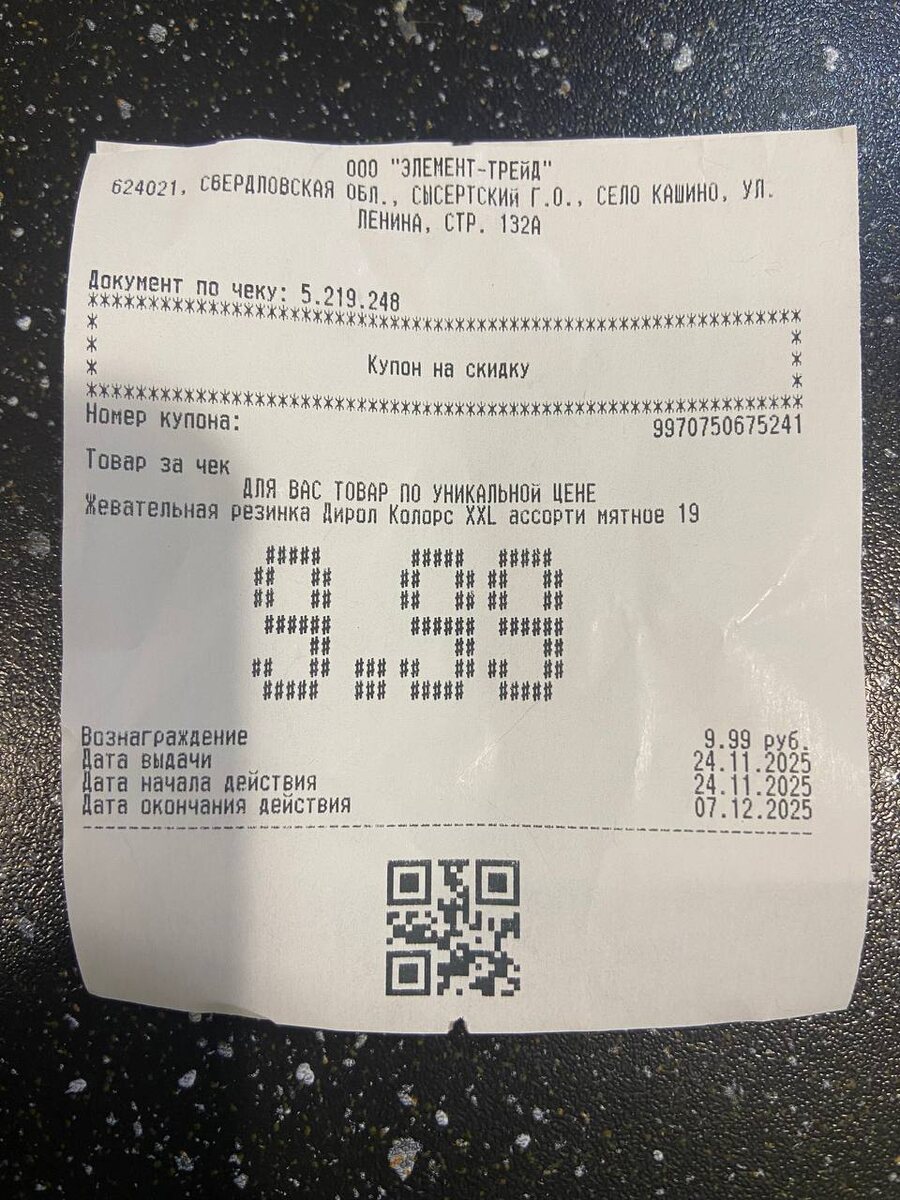 ООО "ЭЛЕМЕНТ-ТРЕЙД"
624021, СВЕРДЛОВСКАЯ ОБЛ., СЫСЕРТСКИЙ Г.О., СЕЛО КАШИНО, УЛ.
ЛЕНИНА, СТР. 132А
Документ по чеку: 5.219.248
***********************************************************
* *
* Купон на скидку *
* *
***********************************************************
Номер купона: 9970750675241
Товар за чек
ДЛЯ ВАС ТОВАР ПО УНИКАЛЬНОЙ ЦЕНЕ
Жевательная резинка Дирол Колорс XXL ассорти мятное 19
9.99
Вознаграждение 9.99 руб.
Дата выдачи 24.11.2025
Дата начала действия 24.11.2025
Дата окончания действия 07.12.2025